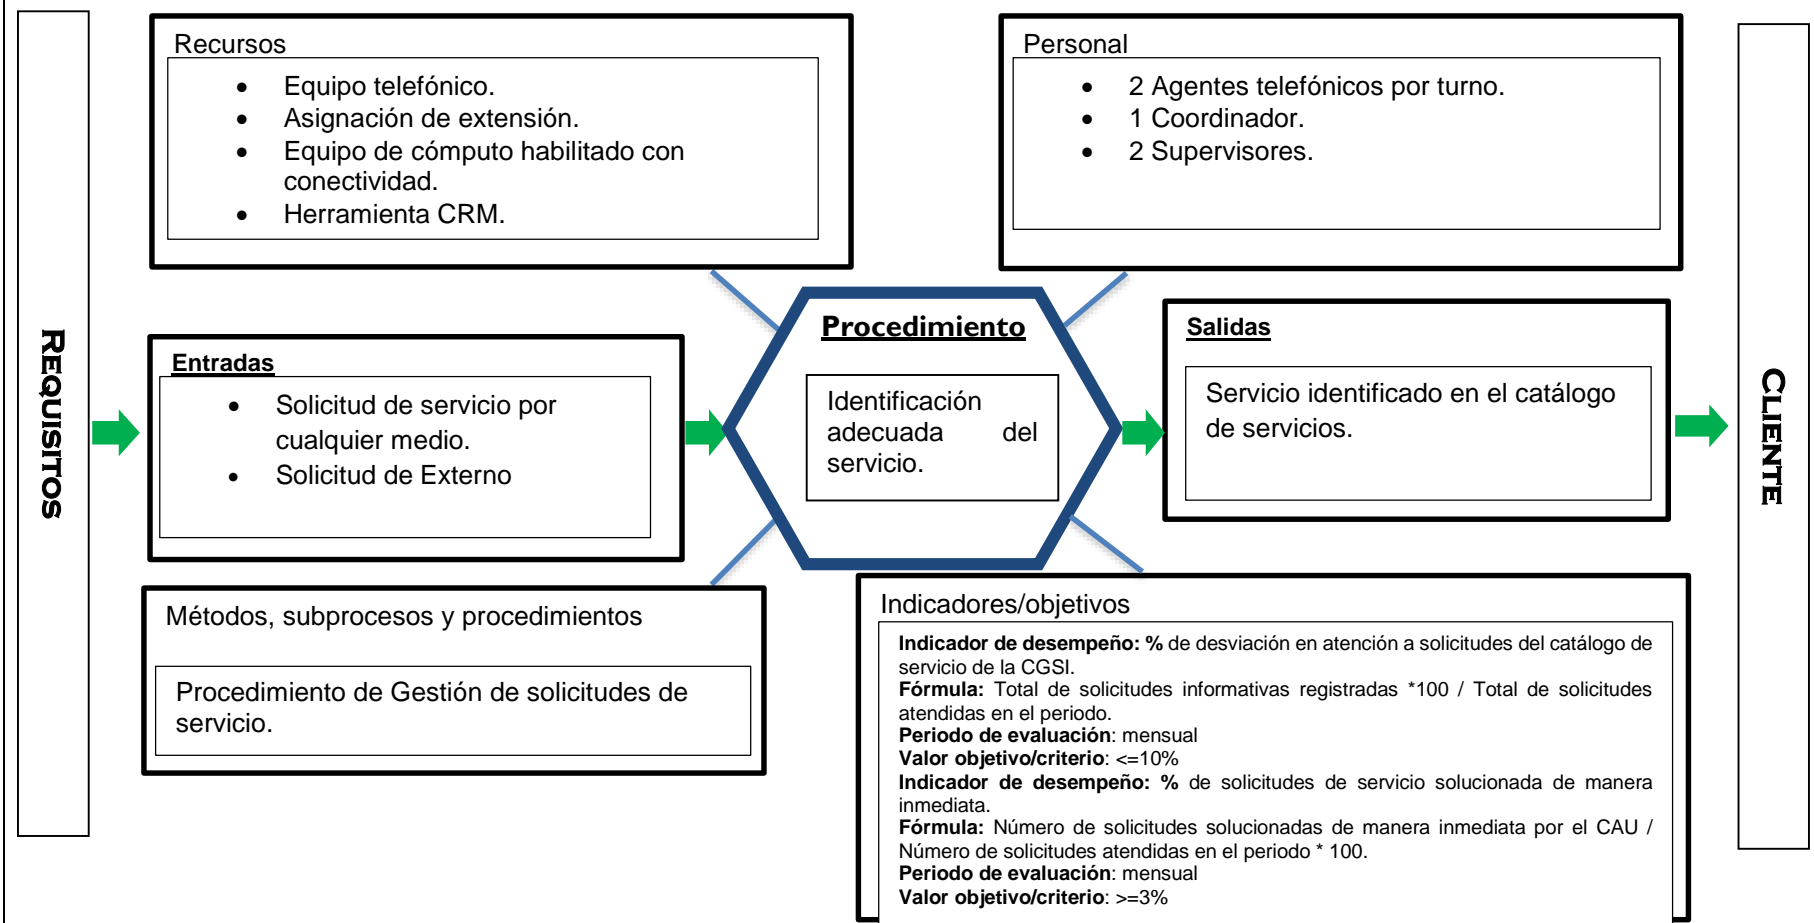 REQUISITOS
Recursos
• Equipo telefónico.
• Asignación de extensión.
• Equipo de cómputo habilitado con
conectividad.
• Herramienta CRM.
Personal
• 2 Agentes telefónicos por turno.
• 1 Coordinador.
• 2 Supervisores.
Entradas
• Solicitud de servicio por
cualquier medio.
• Solicitud de Externo
Procedimiento
Identificación
adecuada del
servicio.
Salidas
Servicio identificado en el catálogo
de servicios.
CLIENTE
Métodos, subprocesos y procedimientos
Procedimiento de Gestión de solicitudes de
servicio.
Indicadores/objetivos
Indicador de desempeño: % de desviación en atención a solicitudes del catálogo de
servicio de la CGSI.
Fórmula: Total de solicitudes informativas registradas *100 / Total de solicitudes
atendidas en el periodo.
Periodo de evaluación: mensual
Valor objetivo/criterio: <=10%
Indicador de desempeño: % de solicitudes de servicio solucionada de manera
inmediata.
Fórmula: Número de solicitudes solucionadas de manera inmediata por el CAU /
Número de solicitudes atendidas en el periodo * 100.
Periodo de evaluación: mensual
Valor objetivo/criterio: >=3%